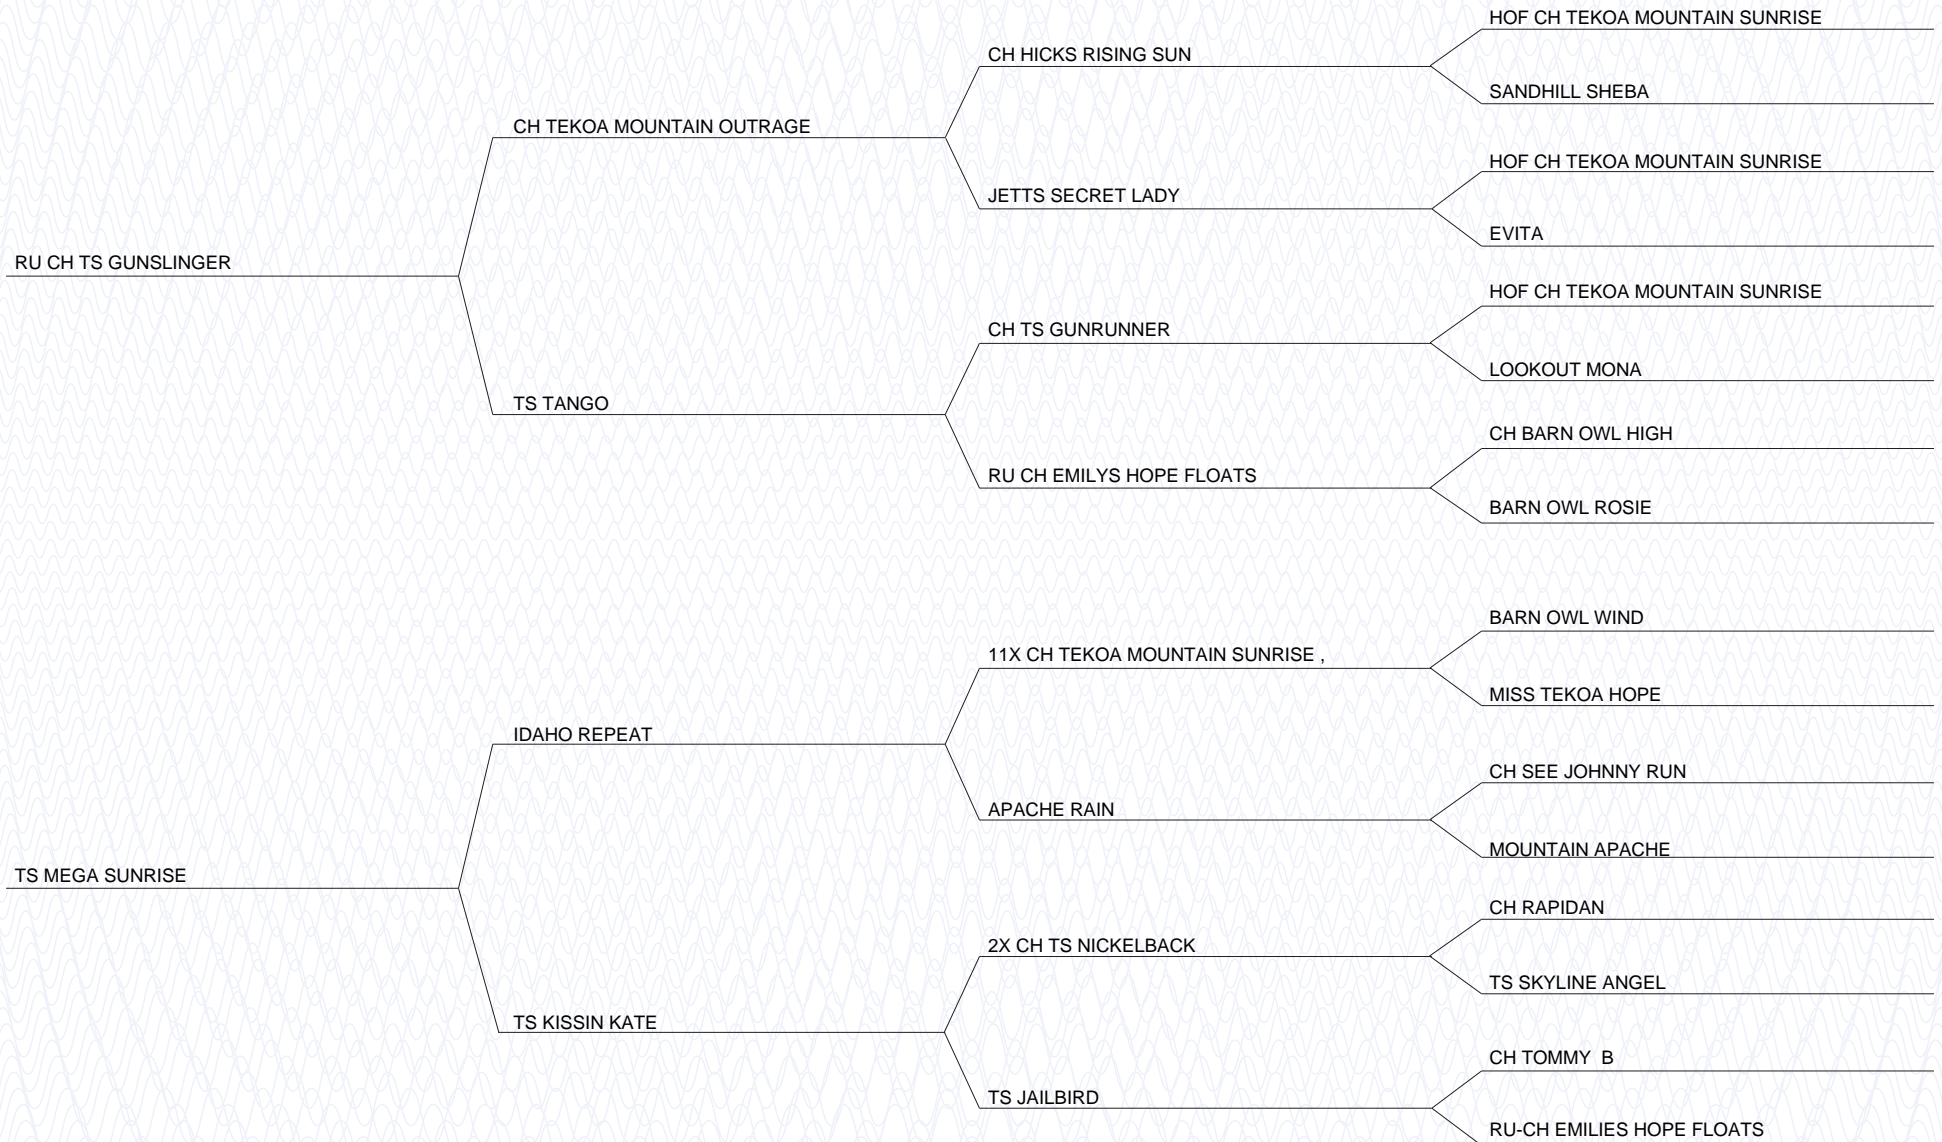 HOF CH TEKOA MOUNTAIN SUNRISE
CH HICKS RISING SUN
SANDHILL SHEBA
CH TEKOA MOUNTAIN OUTRAGE
HOF CH TEKOA MOUNTAIN SUNRISE
JETTS SECRET LADY
EVITA
RU CH TS GUNSLINGER
HOF CH TEKOA MOUNTAIN SUNRISE
CH TS GUNRUNNER
LOOKOUT MONA
TS TANGO
CH BARN OWL HIGH
RU CH EMILYS HOPE FLOATS
BARN OWL ROSIE
BARN OWL WIND
11X CH TEKOA MOUNTAIN SUNRISE ,
MISS TEKOA HOPE
IDAHO REPEAT
CH SEE JOHNNY RUN
APACHE RAIN
MOUNTAIN APACHE
TS MEGA SUNRISE
CH RAPIDAN
2X CH TS NICKELBACK
TS SKYLINE ANGEL
TS KISSIN KATE
CH TOMMY  B
TS JAILBIRD
RU-CH EMILIES HOPE FLOATS